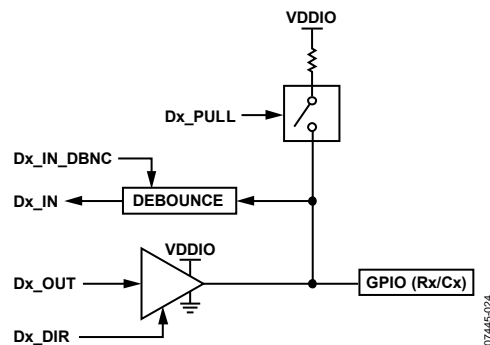 VDDIO
Dx_PULL
Dx_IN_DBNC
Dx_IN
DEBOUNCE
VDDIO
Dx_OUT
GPIO (Rx/Cx)
Dx_DIR
07445-024